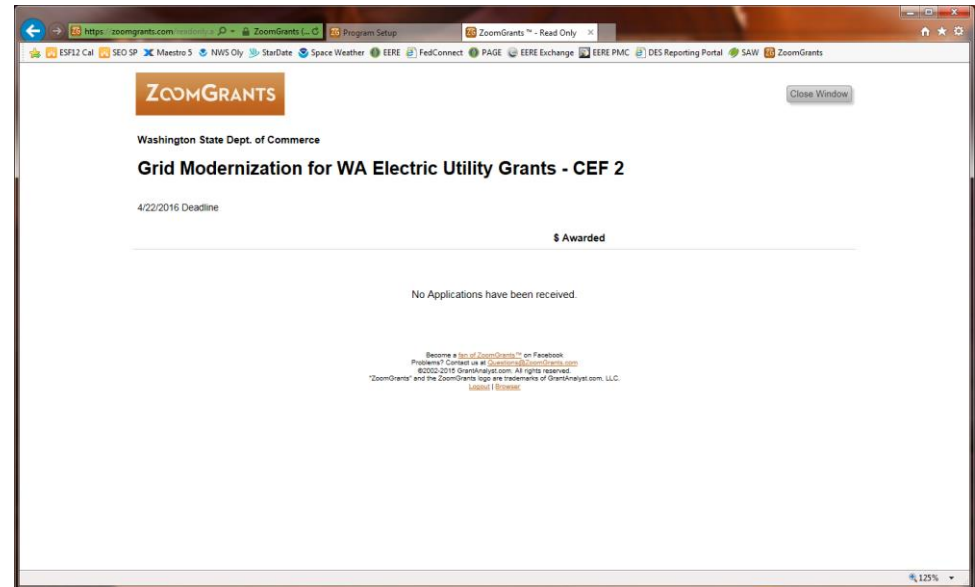 https://zoomgrants.com ZoomGrants (... Program Setup ZoomGrants ™ - Read Only
ESF12 Cal SEO SP Maestro 5 NWS Oly StarDate Space Weather EERE FedConnect PAGE EERE Exchange EERE PMC DES Reporting Portal SAW ZoomGrants
ZOOMGRANTS
Close Window
Washington State Dept. of Commerce
Grid Modernization for WA Electric Utility Grants - CEF 2
4/22/2016 Deadline
$ Awarded
No Applications have been received.
Become a fan of ZoomGrants™ on Facebook
Problems? Contact us at Questions@ZoomGrants.com
©2002-2015 GrantAnalyst.com. All rights reserved.
"ZoomGrants" and the ZoomGrants logo are trademarks of GrantAnalyst.com, LLC.
Logout | Browser
125%